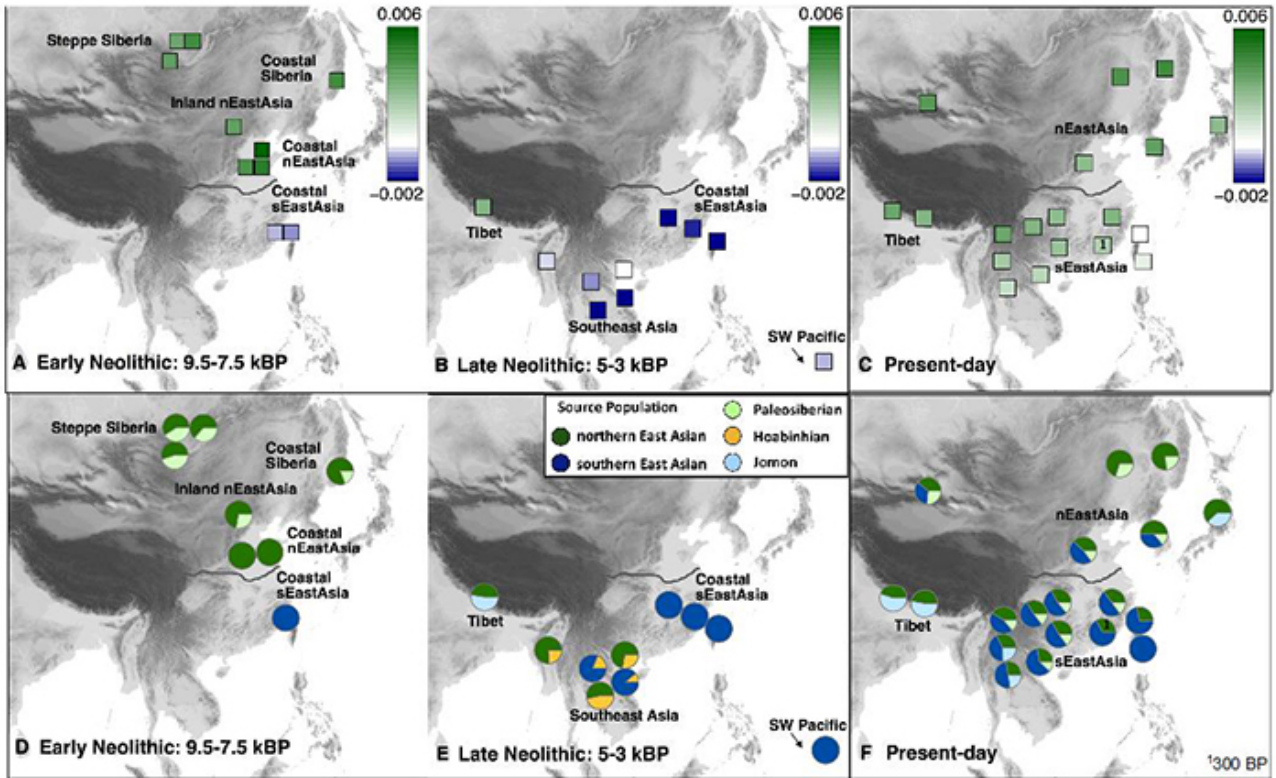 0.006
Steppe Siberia
Coastal
Siberia
Inland nEastAsia
Coastal
nEastAsia
-0.002
Coastal
sEastAsia
A Early Neolithic: 9.5-7.5 kBP
0.006
-0.002
Coastal
sEastAsia
Tibet
Southeast Asia
SW Pacific
B Late Neolithic: 5-3 kBP
0.006
nEastAsia
-0.002
Tibet
1
sEastAsia
C Present-day
Steppe Siberia
Coastal
Siberia
Inland nEastAsia
Coastal
nEastAsia
Coastal
sEastAsia
D Early Neolithic: 9.5-7.5 kBP
Source Population
northern East Asian
southern East Asian
Paleosiberian
Hoabinhian
Jomon
Coastal
sEastAsia
Tibet
Southeast Asia
SW Pacific
E Late Neolithic: 5-3 kBP
nEastAsia
Tibet
1
sEastAsia
F Present-day
¹300 BP